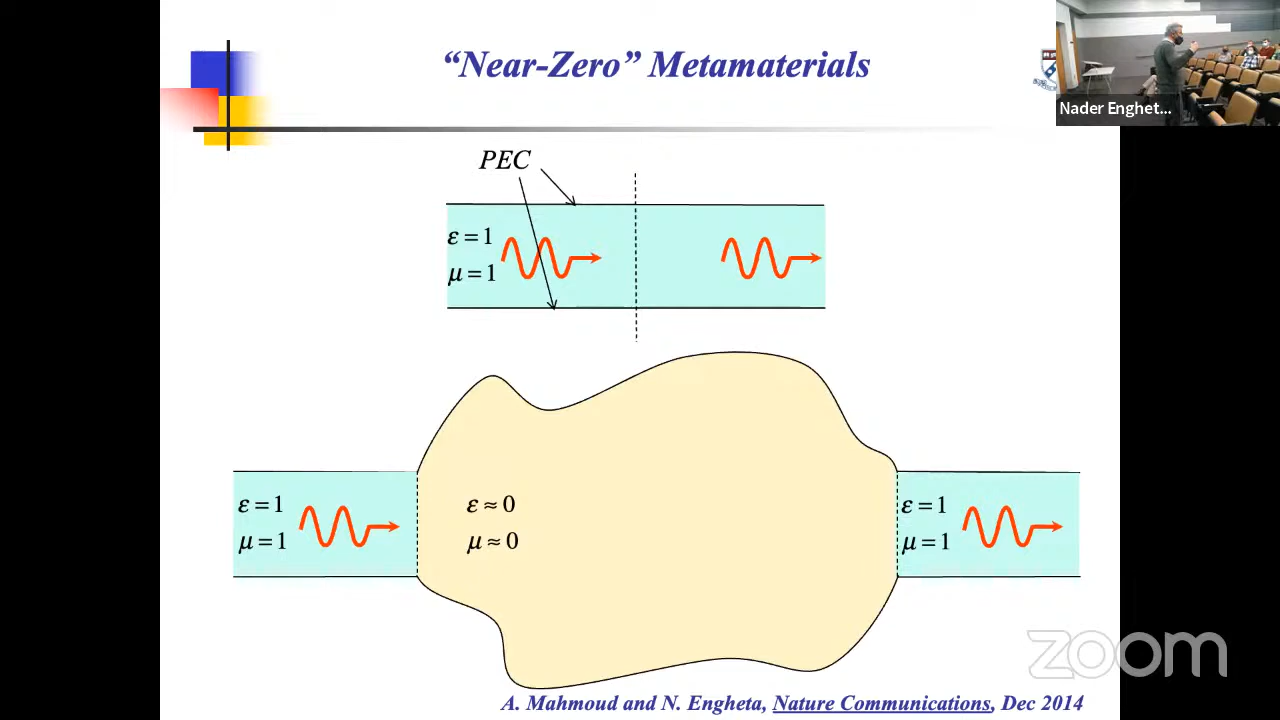 “Near-Zero” Metamaterials
Nader Enghet...
PEC
ε = 1
μ = 1
ε = 1
μ = 1
ε ≈ 0
μ ≈ 0
ε = 1
μ = 1
zoom
A. Mahmoud and N. Engheta, Nature Communications, Dec 2014